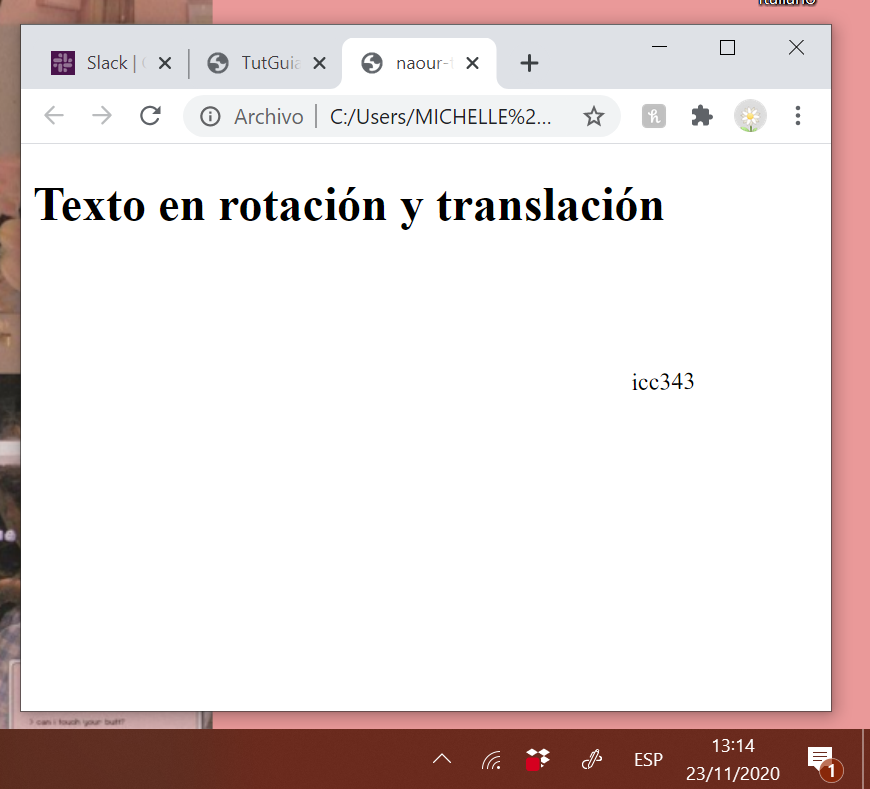 Italiano
Slack |
TutGuia
naour-
Archivo | C:/Users/MICHELLE%2...
Texto en rotación y translación
icc343
> can i touch your butt?
ESP
13:14
23/11/2020
1